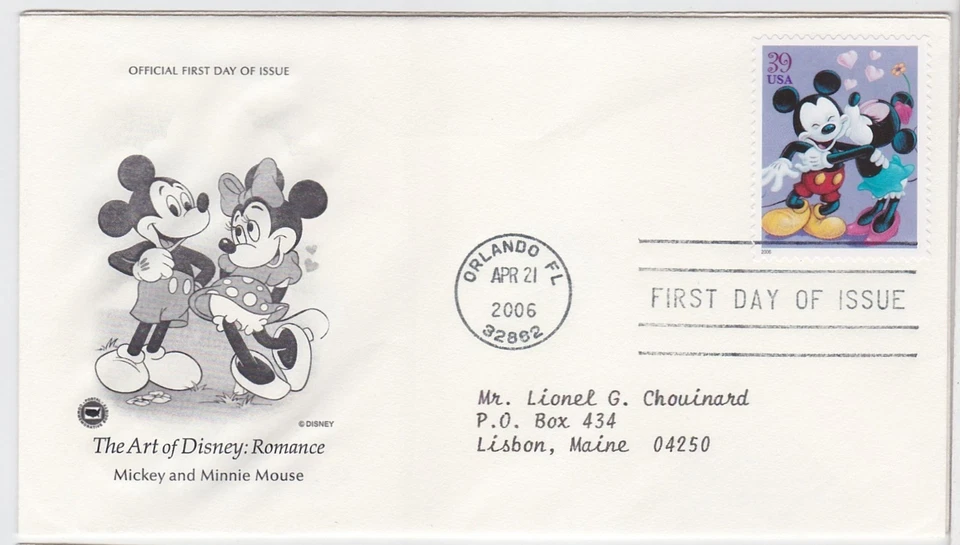 OFFICIAL FIRST DAY OF ISSUE
39
USA
2006
ORLANDO FL
APR 21
2006
32862
FIRST DAY OF ISSUE
Mr. Lionel G. Chouinard
P.O. Box 434
Lisbon, Maine 04250
© DISNEY
The Art of Disney: Romance
Mickey and Minnie Mouse